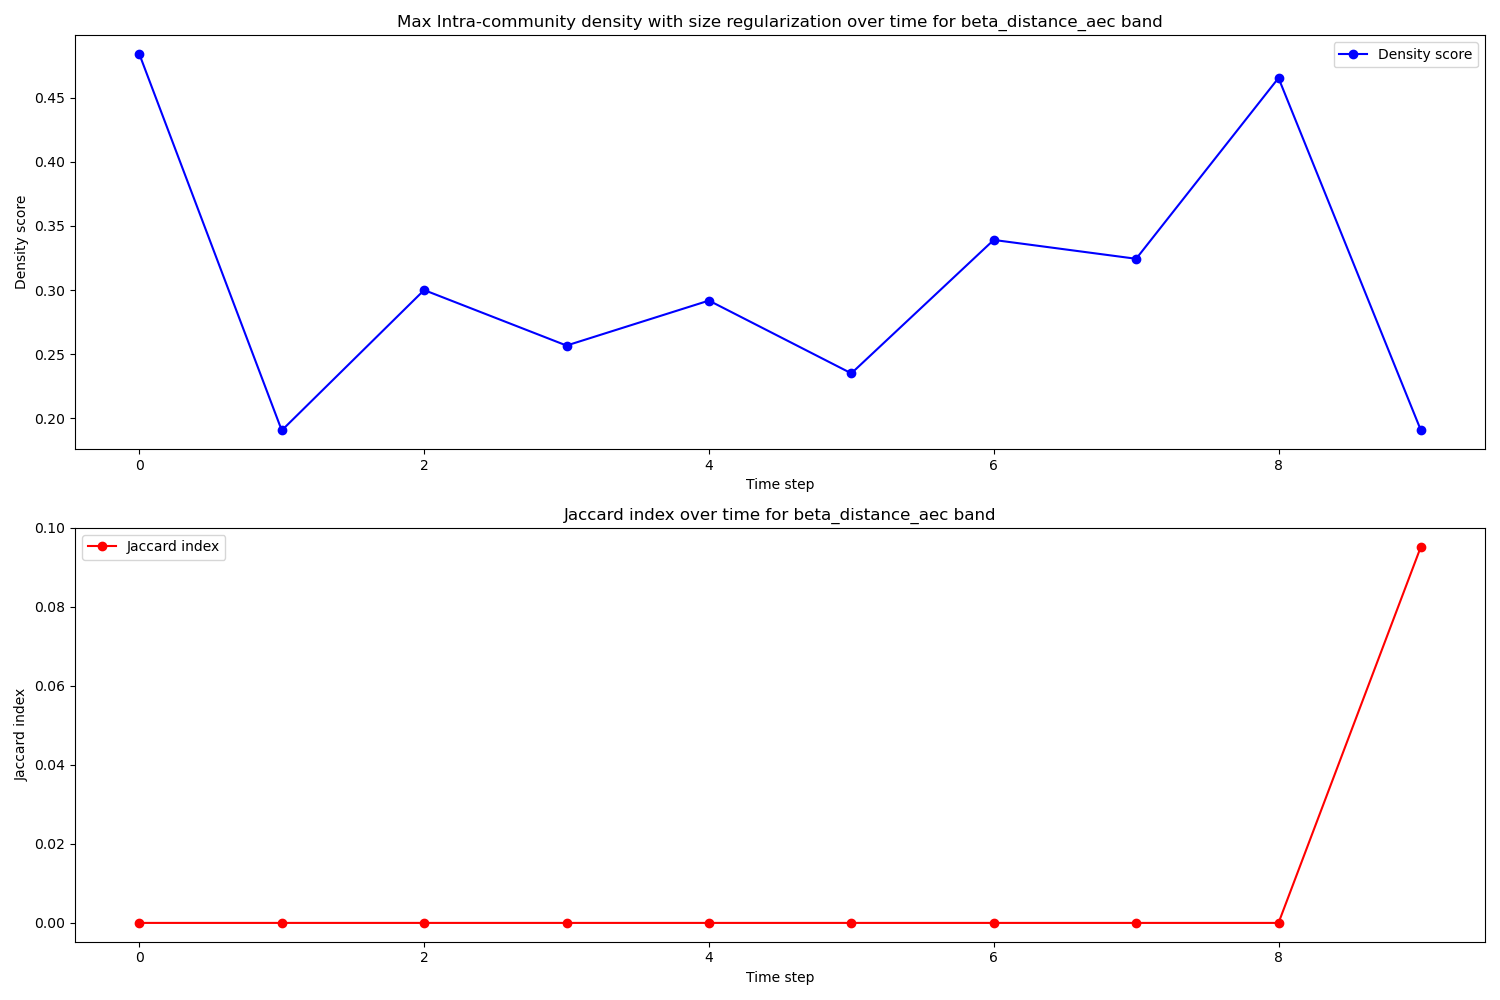 Max Intra-community density with size regularization over time for beta_distance_aec band
Density score
0.45
0.40
0.35
0.30
0.25
0.20
Density score
0 2 4 6 8
Time step
Jaccard index over time for beta_distance_aec band
Jaccard index
0.10
0.08
0.06
0.04
0.02
0.00
Jaccard index
0 2 4 6 8
Time step